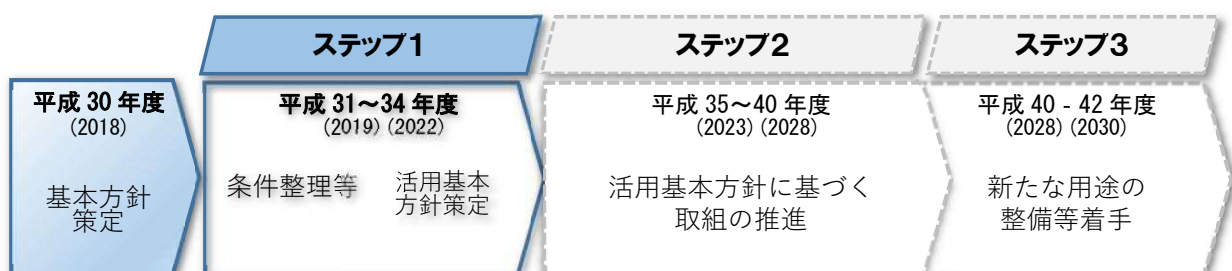 ステップ1
ステップ2
ステップ3
平成 30 年度
(2018)
基本方針
策定
平成 31～34 年度
(2019) (2022)
条件整理等
活用基本
方針策定
平成 35～40 年度
(2023) (2028)
活用基本方針に基づく
取組の推進
平成 40 - 42 年度
(2028) (2030)
新たな用途の
整備等着手